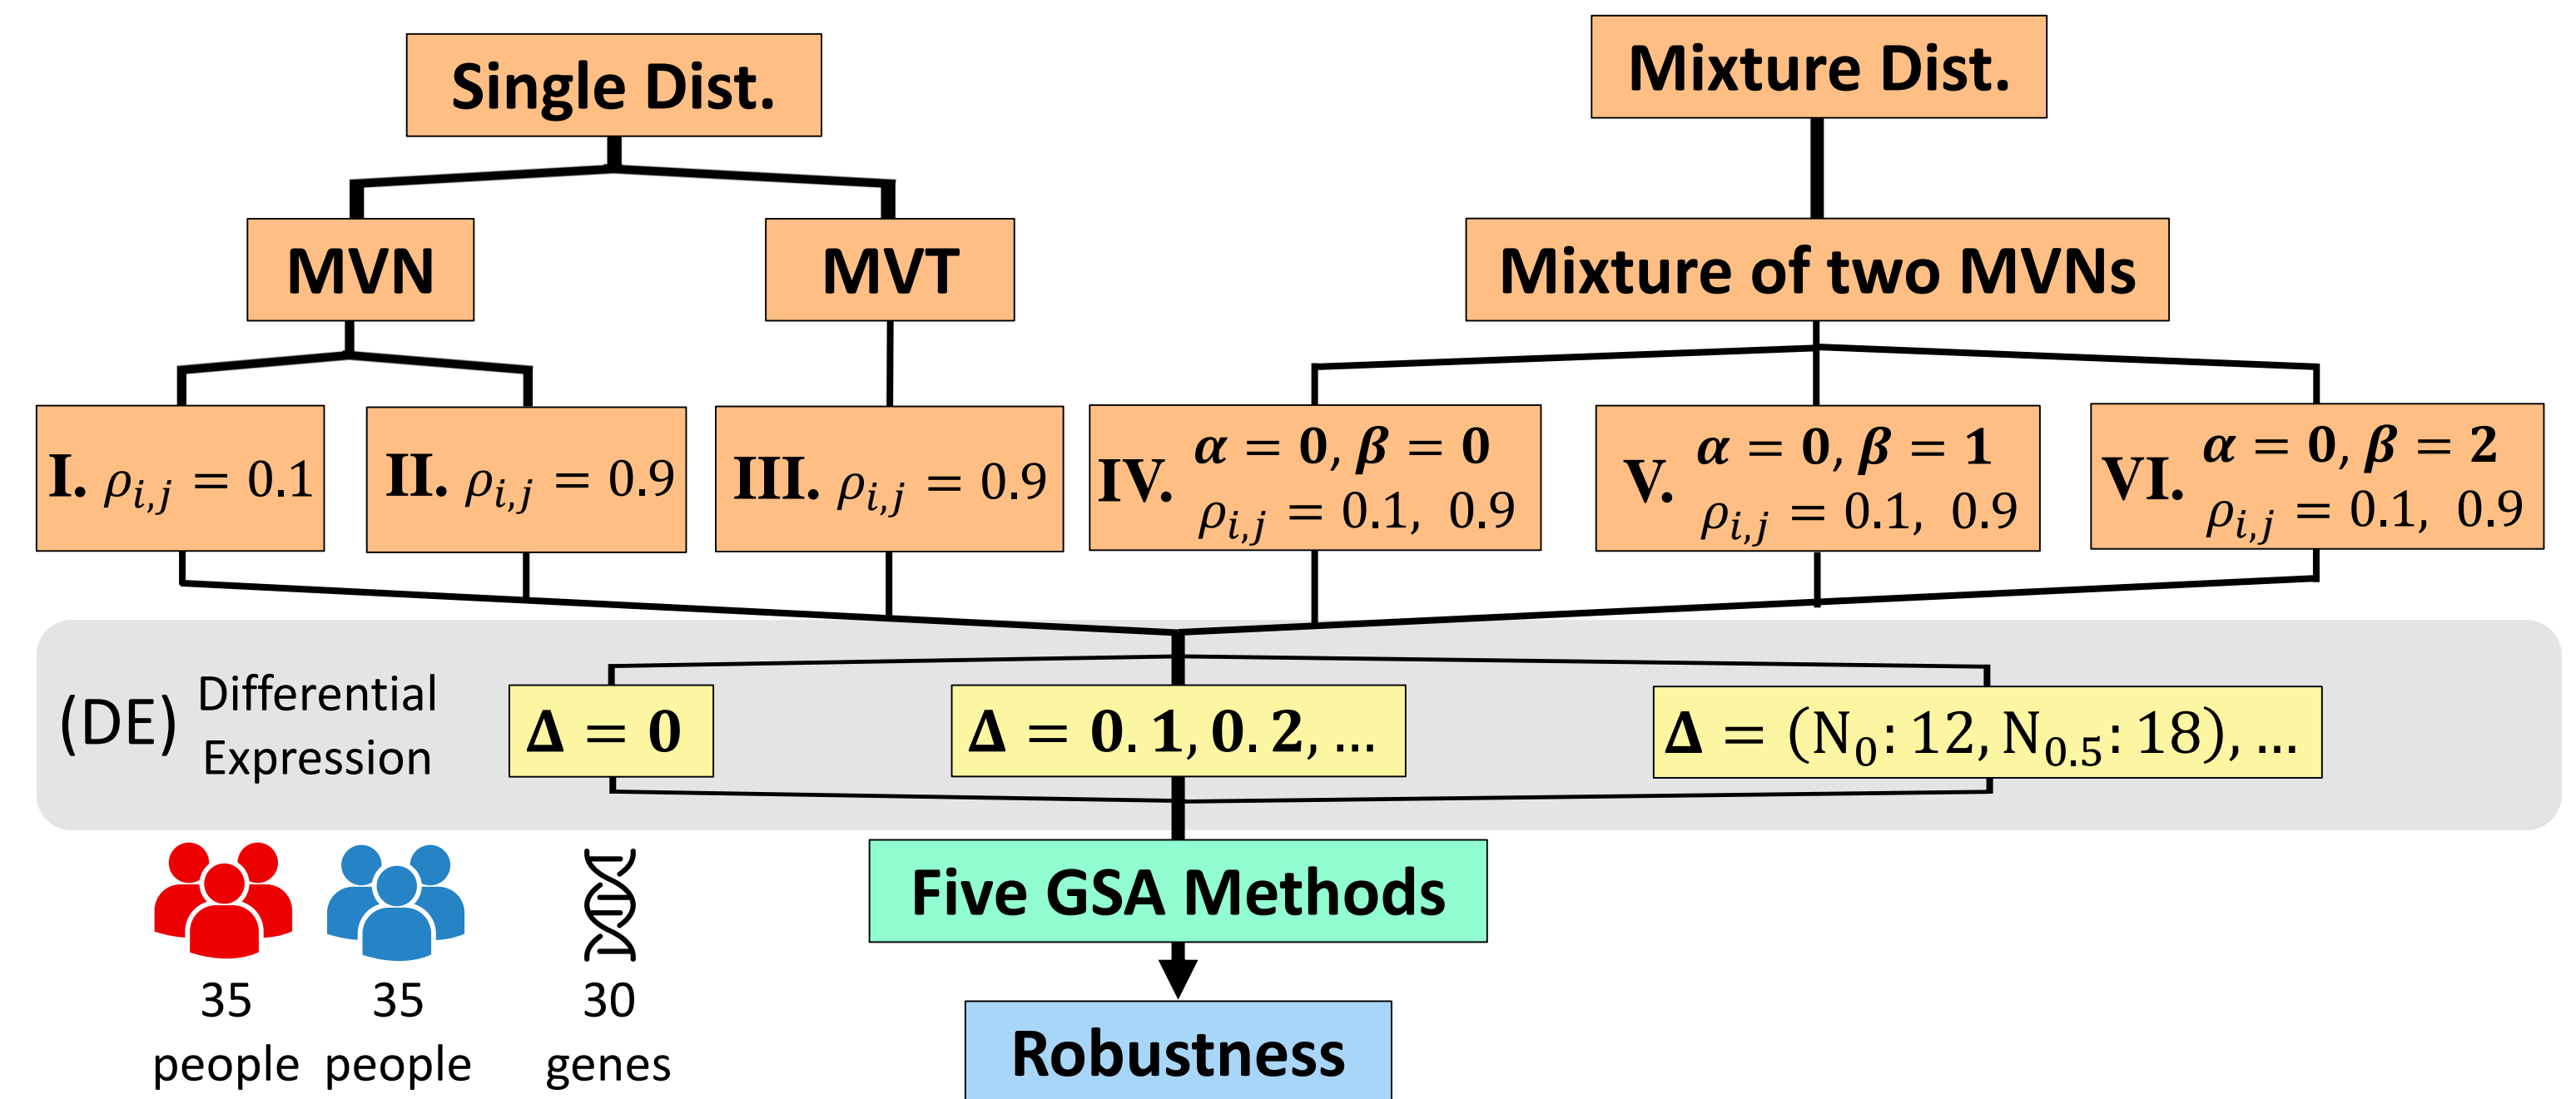 Single Dist.
Mixture Dist.
MVN
MVT
Mixture of two MVNs
I. ρi,j = 0.1
II. ρi,j = 0.9
III. ρi,j = 0.9
IV. α = 0, β = 0
ρi,j = 0.1, 0.9
V. α = 0, β = 1
ρi,j = 0.1, 0.9
VI. α = 0, β = 2
ρi,j = 0.1, 0.9
(DE)
Differential
Expression
Δ = 0
Δ = 0.1, 0.2, ...
Δ = (N0: 12, N0.5: 18), ...
Five GSA Methods
Robustness
35
people
35
people
30
genes